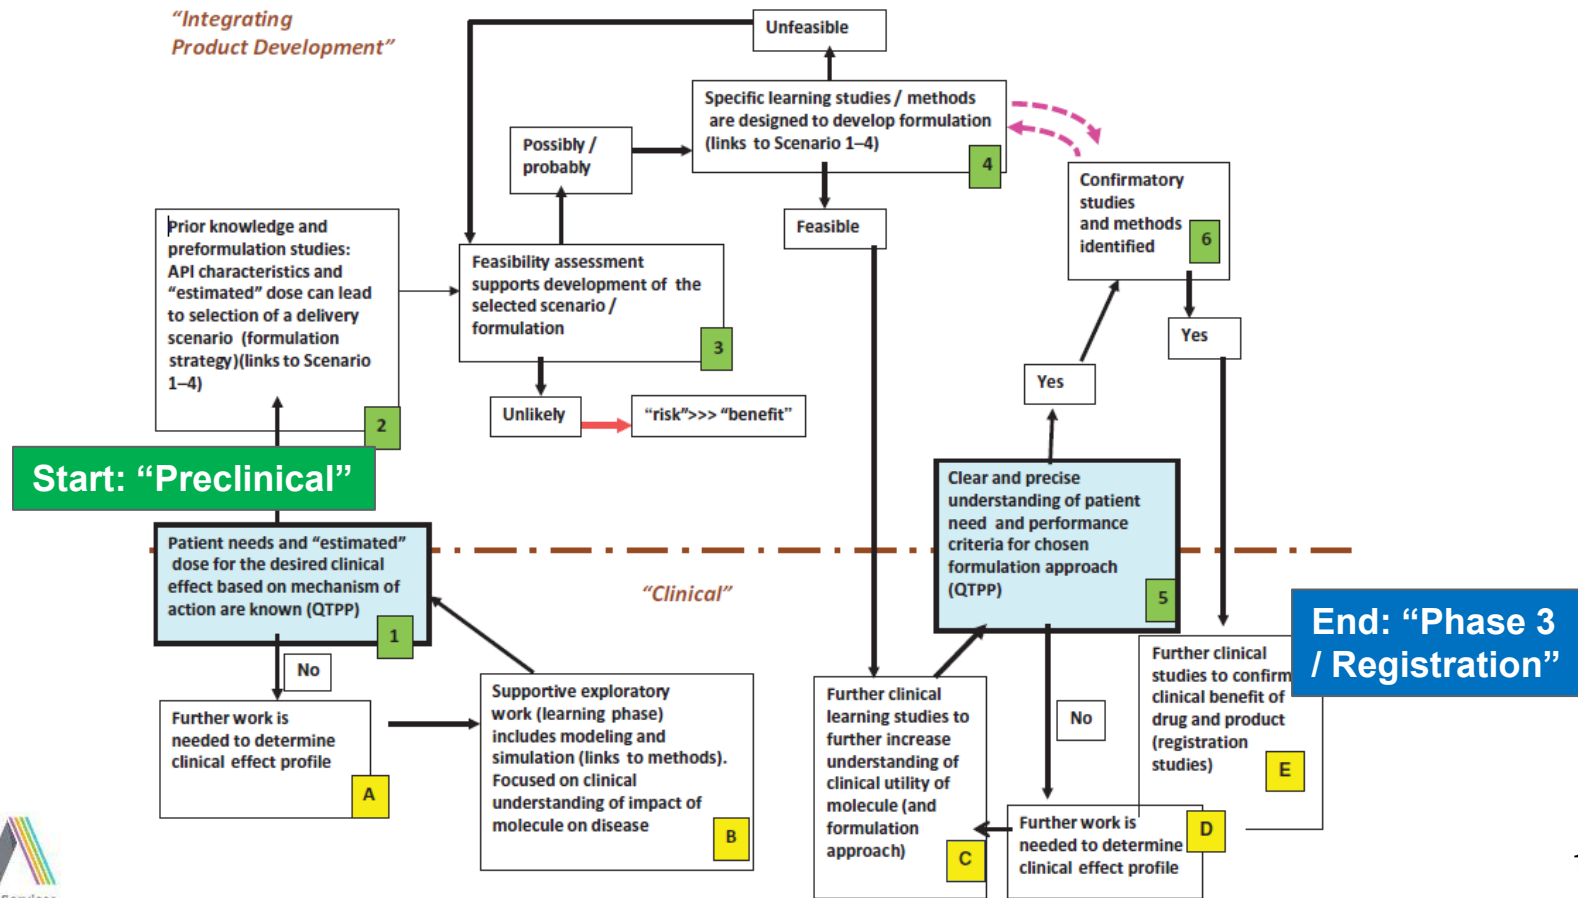 “Integrating
Product Development”
Unfeasible
Specific learning studies / methods
are designed to develop formulation
(links to Scenario 1–4)
4
Possibly /
probably
Confirmatory
studies
and methods
identified
6
Prior knowledge and
preformulation studies:
API characteristics and
“estimated” dose can lead
to selection of a delivery
scenario (formulation
strategy)(links to Scenario
1–4)
2
Feasible
Feasibility assessment
supports development of the
selected scenario /
formulation
3
Yes
Yes
Unlikely
“risk”>>> “benefit”
Start: “Preclinical”
Clear and precise
understanding of patient
need and performance
criteria for chosen
formulation approach
(QTPP)
5
Patient needs and “estimated”
dose for the desired clinical
effect based on mechanism of
action are known (QTPP)
1
“Clinical”
End: “Phase 3
/ Registration”
No
Further work is
needed to determine
clinical effect profile
A
Supportive exploratory
work (learning phase)
includes modeling and
simulation (links to methods).
Focused on clinical
understanding of impact of
molecule on disease
B
Further clinical
learning studies to
further increase
understanding of
clinical utility of
molecule (and
formulation
approach)
C
No
Further work is
needed to determine
clinical effect profile
D
Further clinical
studies to confirm
clinical benefit of
drug and product
(registration
studies)
E